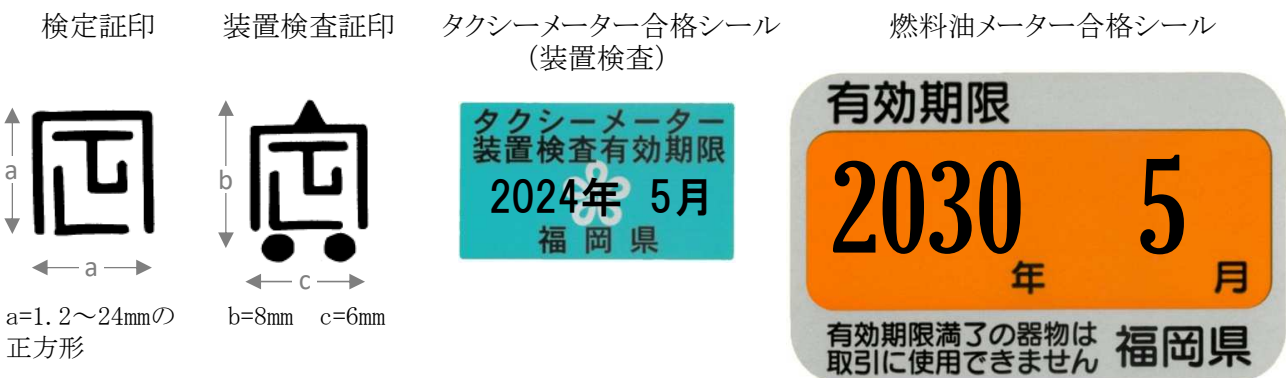 検定証印
装置検査証印
タクシーメーター合格シール
（装置検査）
燃料油メーター合格シール
a
a
a=1.2～24㎜の
正方形
b
c
b=8㎜　c=6㎜
タクシーメーター
装置検査有効期限
2024年 5月
福岡県
有効期限
2030 5
年 月
有効期限満了の器物は
取引に使用できません
福岡県